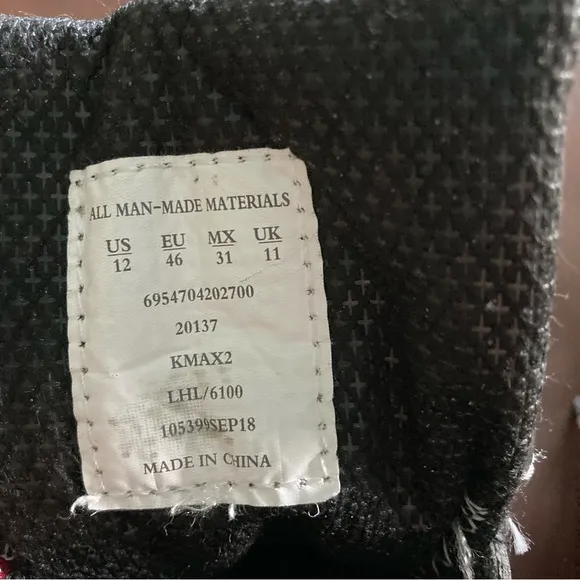 ALL MAN-MADE MATERIALS
US EU MX UK
12 46 31 11
6954704202700
20137
KMAX2
LHL/6100
105399SEP18
MADE IN CHINA